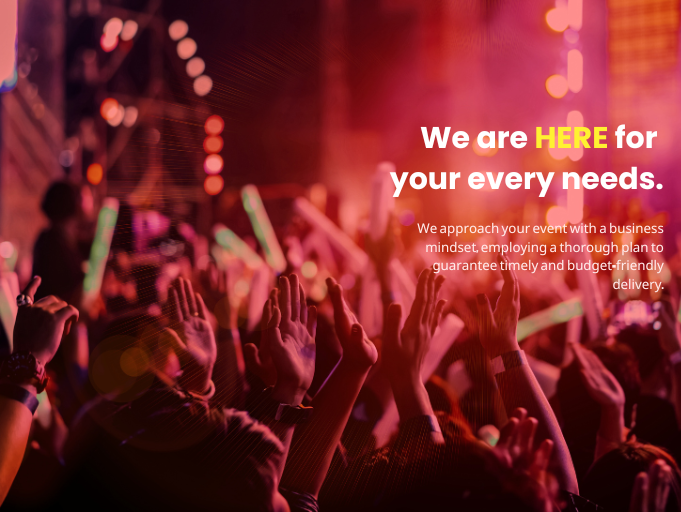 We are HERE for
your every needs.
We approach your event with a business
mindset, employing a thorough plan to
guarantee timely and budget-friendly
delivery.